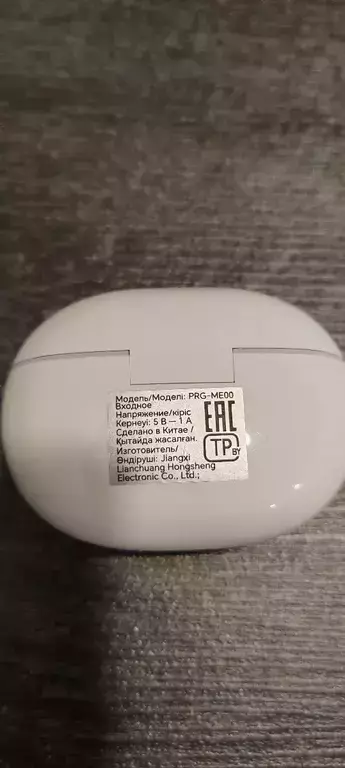 Модель/Моделі: PRG-ME00
Входное
Напряжение/кіріс
Кернеуі: 5 В — 1 А
Сделано в Китае /
Қытайда жасалған.
Изготовитель/
Өндіруші: Jiangxi
Lianchuang Hongsheng
Electronic Co., Ltd.;
EAC
TP BY